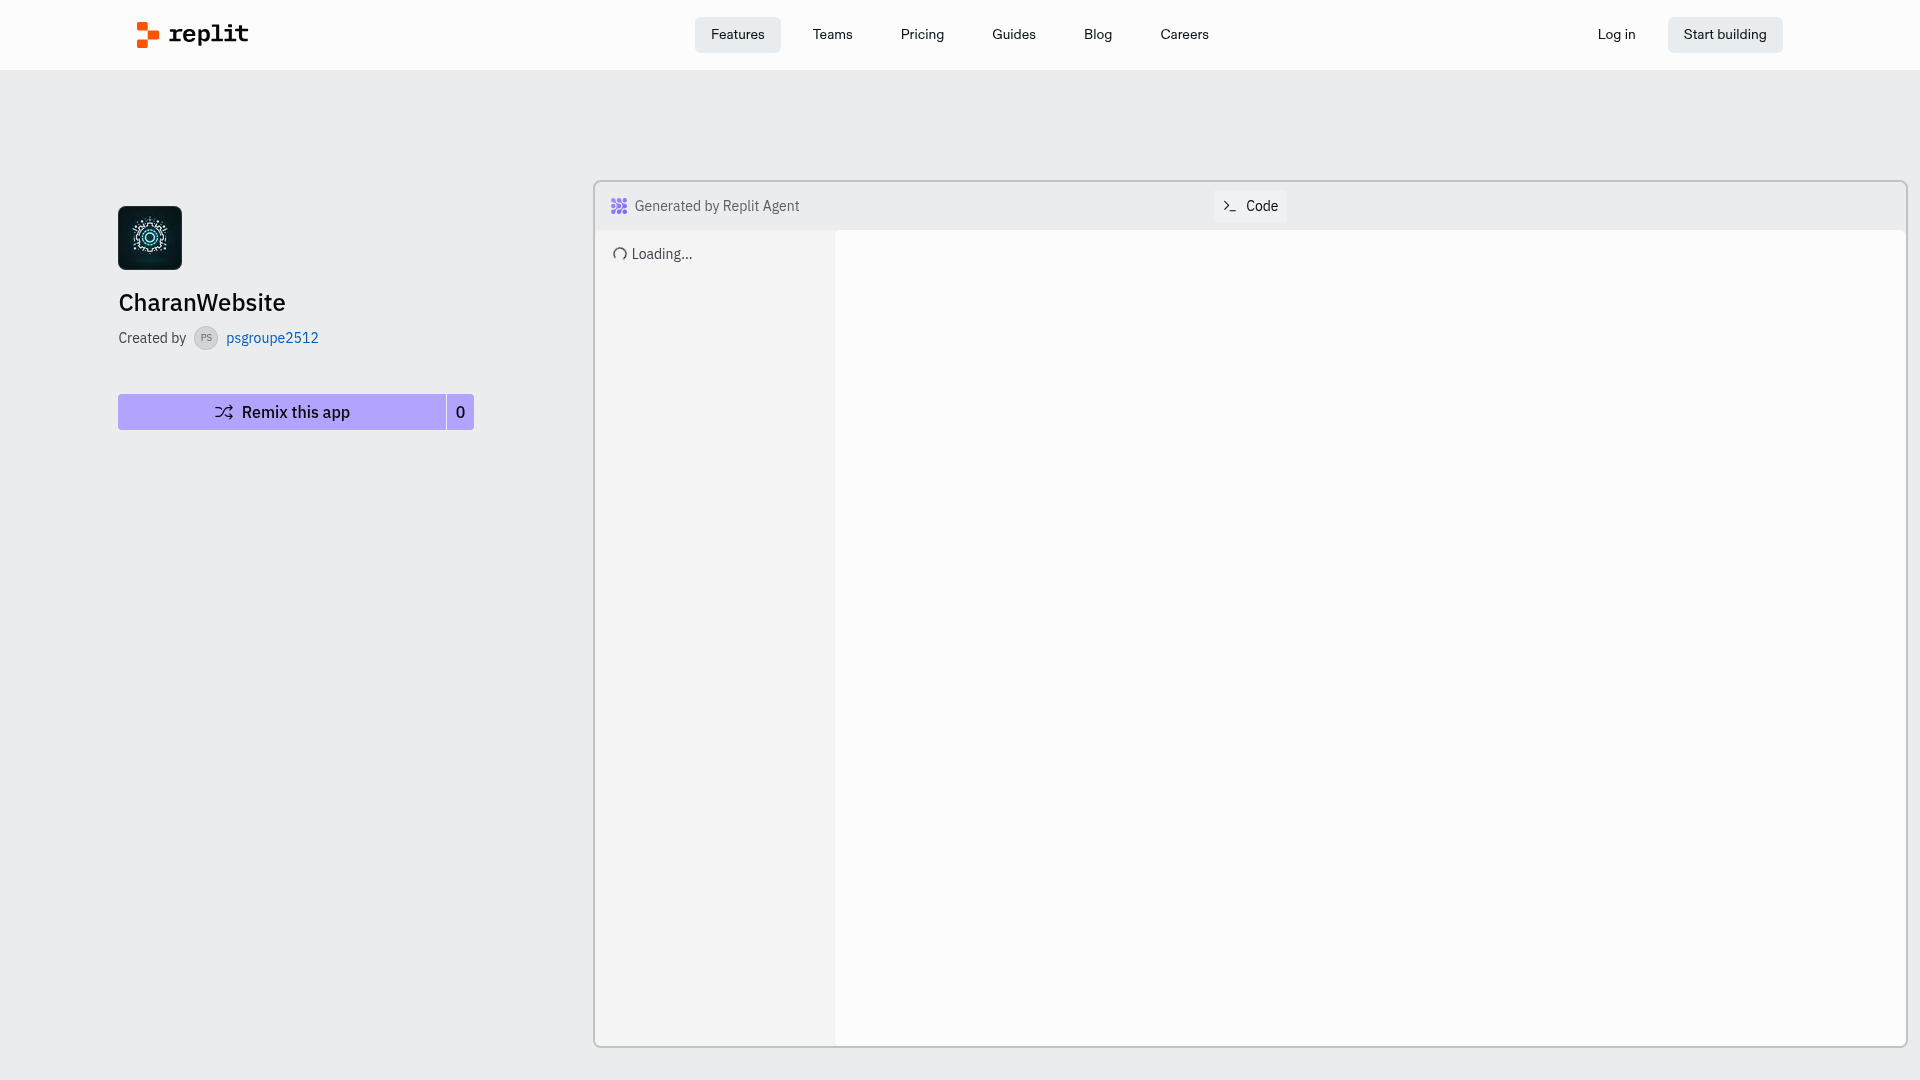 replit
Features
Teams
Pricing
Guides
Blog
Careers
Log in
Start building
CharanWebsite
Created by PS psgroupe2512
Remix this app 0
Generated by Replit Agent
Code
Loading...